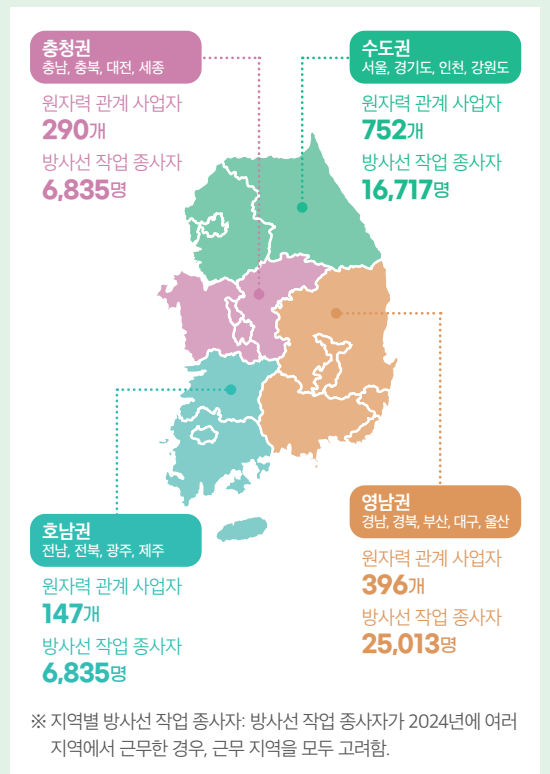 충청권
충남, 충북, 대전, 세종
원자력 관계 사업자
290개
방사선 작업 종사자
6,835명
수도권
서울, 경기도, 인천, 강원도
원자력 관계 사업자
752개
방사선 작업 종사자
16,717명
호남권
전남, 전북, 광주, 제주
원자력 관계 사업자
147개
방사선 작업 종사자
6,835명
영남권
경남, 경북, 부산, 대구, 울산
원자력 관계 사업자
396개
방사선 작업 종사자
25,013명
※ 지역별 방사선 작업 종사자: 방사선 작업 종사자가 2024년에 여러
지역에서 근무한 경우, 근무 지역을 모두 고려함.